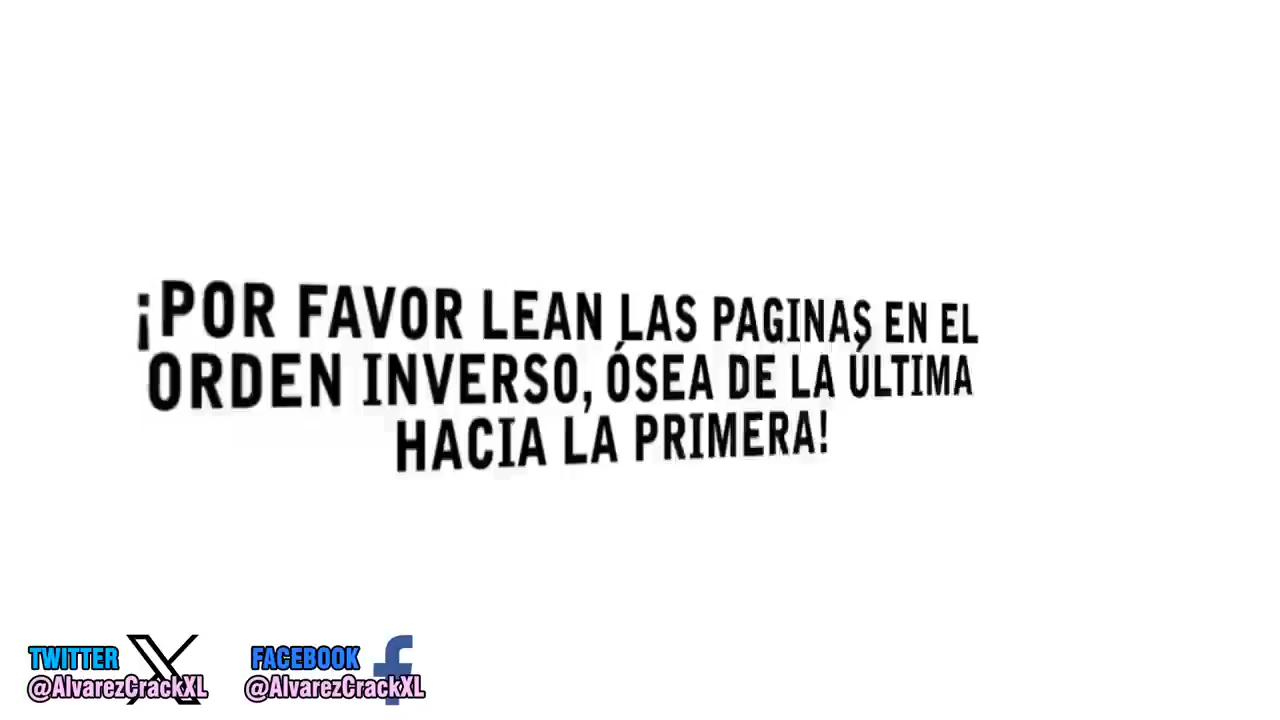 ¡POR FAVOR LEAN LAS PAGINAS EN EL
ORDEN INVERSO, ÓSEA DE LA ÚLTIMA
HACIA LA PRIMERA!
TWITTER X
@AlvarezCrackXL
FACEBOOK f
@AlvarezCrackXL